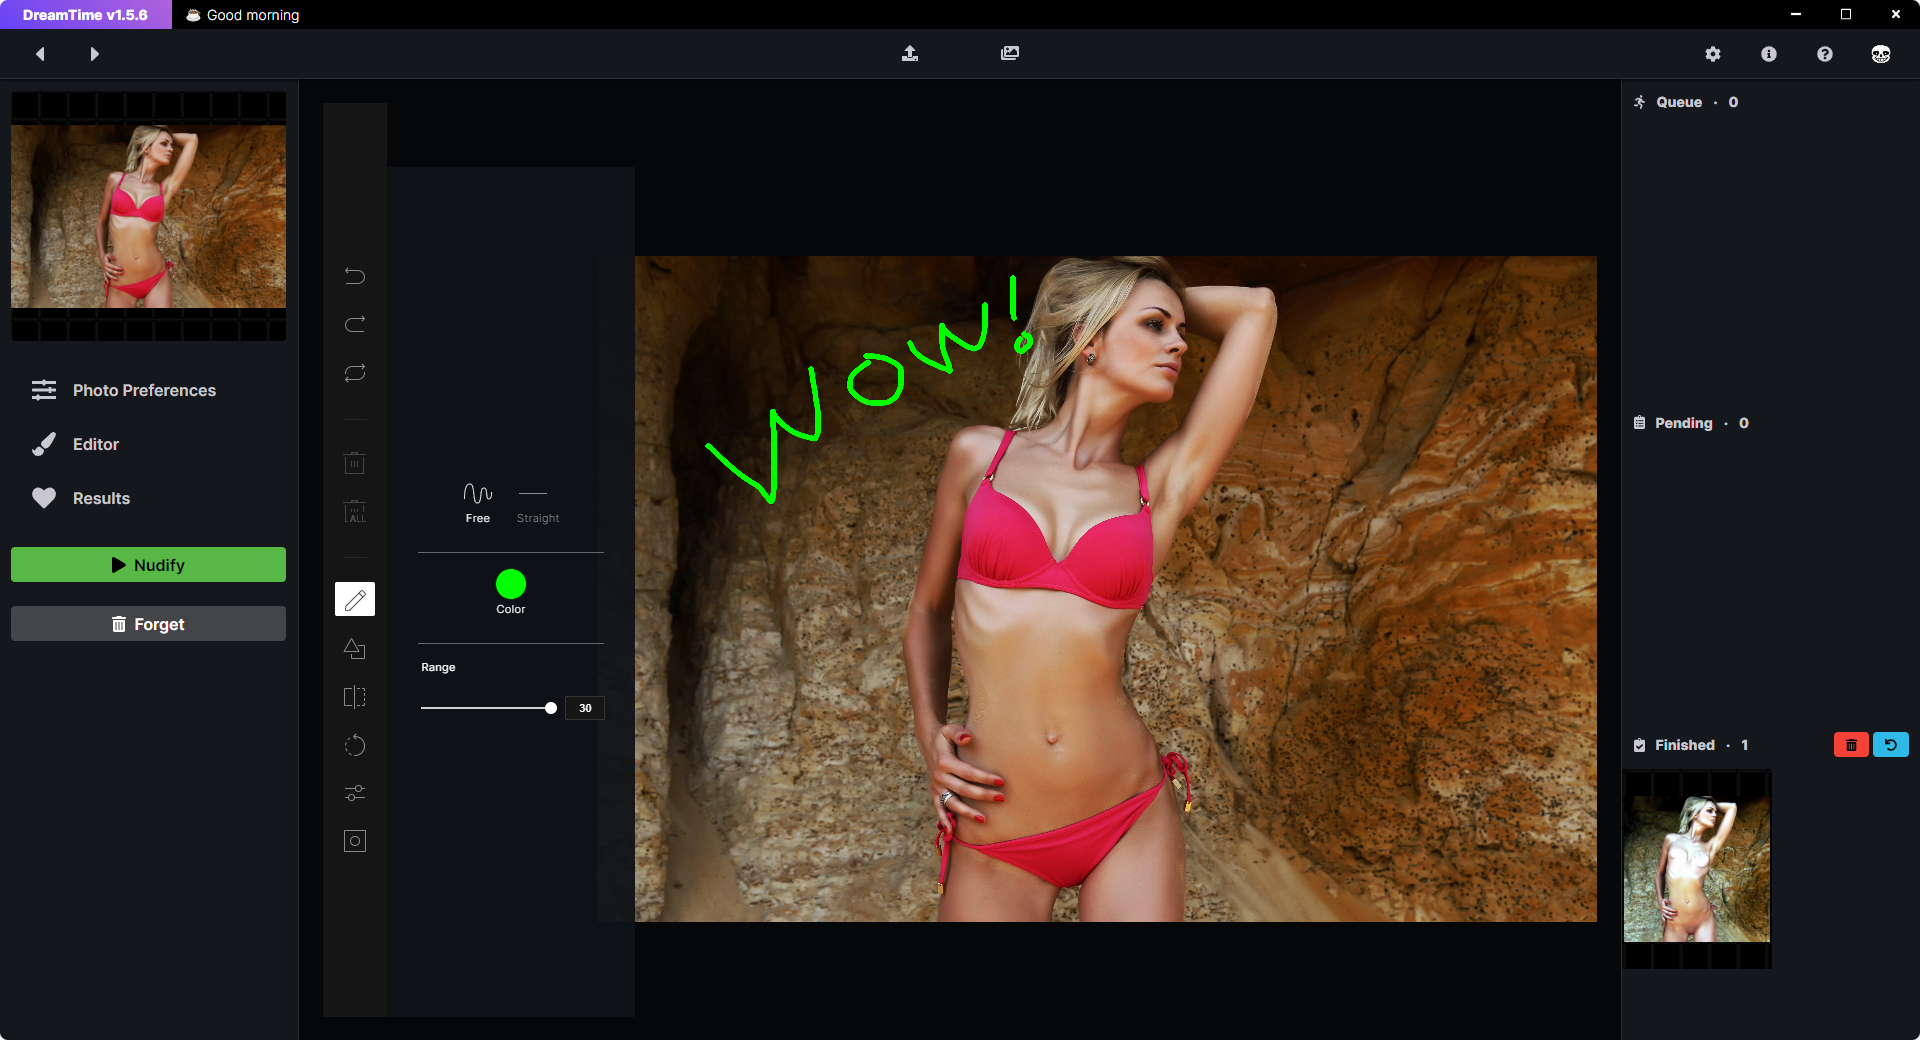 DreamTime v1.5.6
Good morning
Photo Preferences
Editor
Results
Nudify
Forget
ALL
Free
Straight
Color
Range
30
WOW!
Queue · 0
Pending · 0
Finished · 1